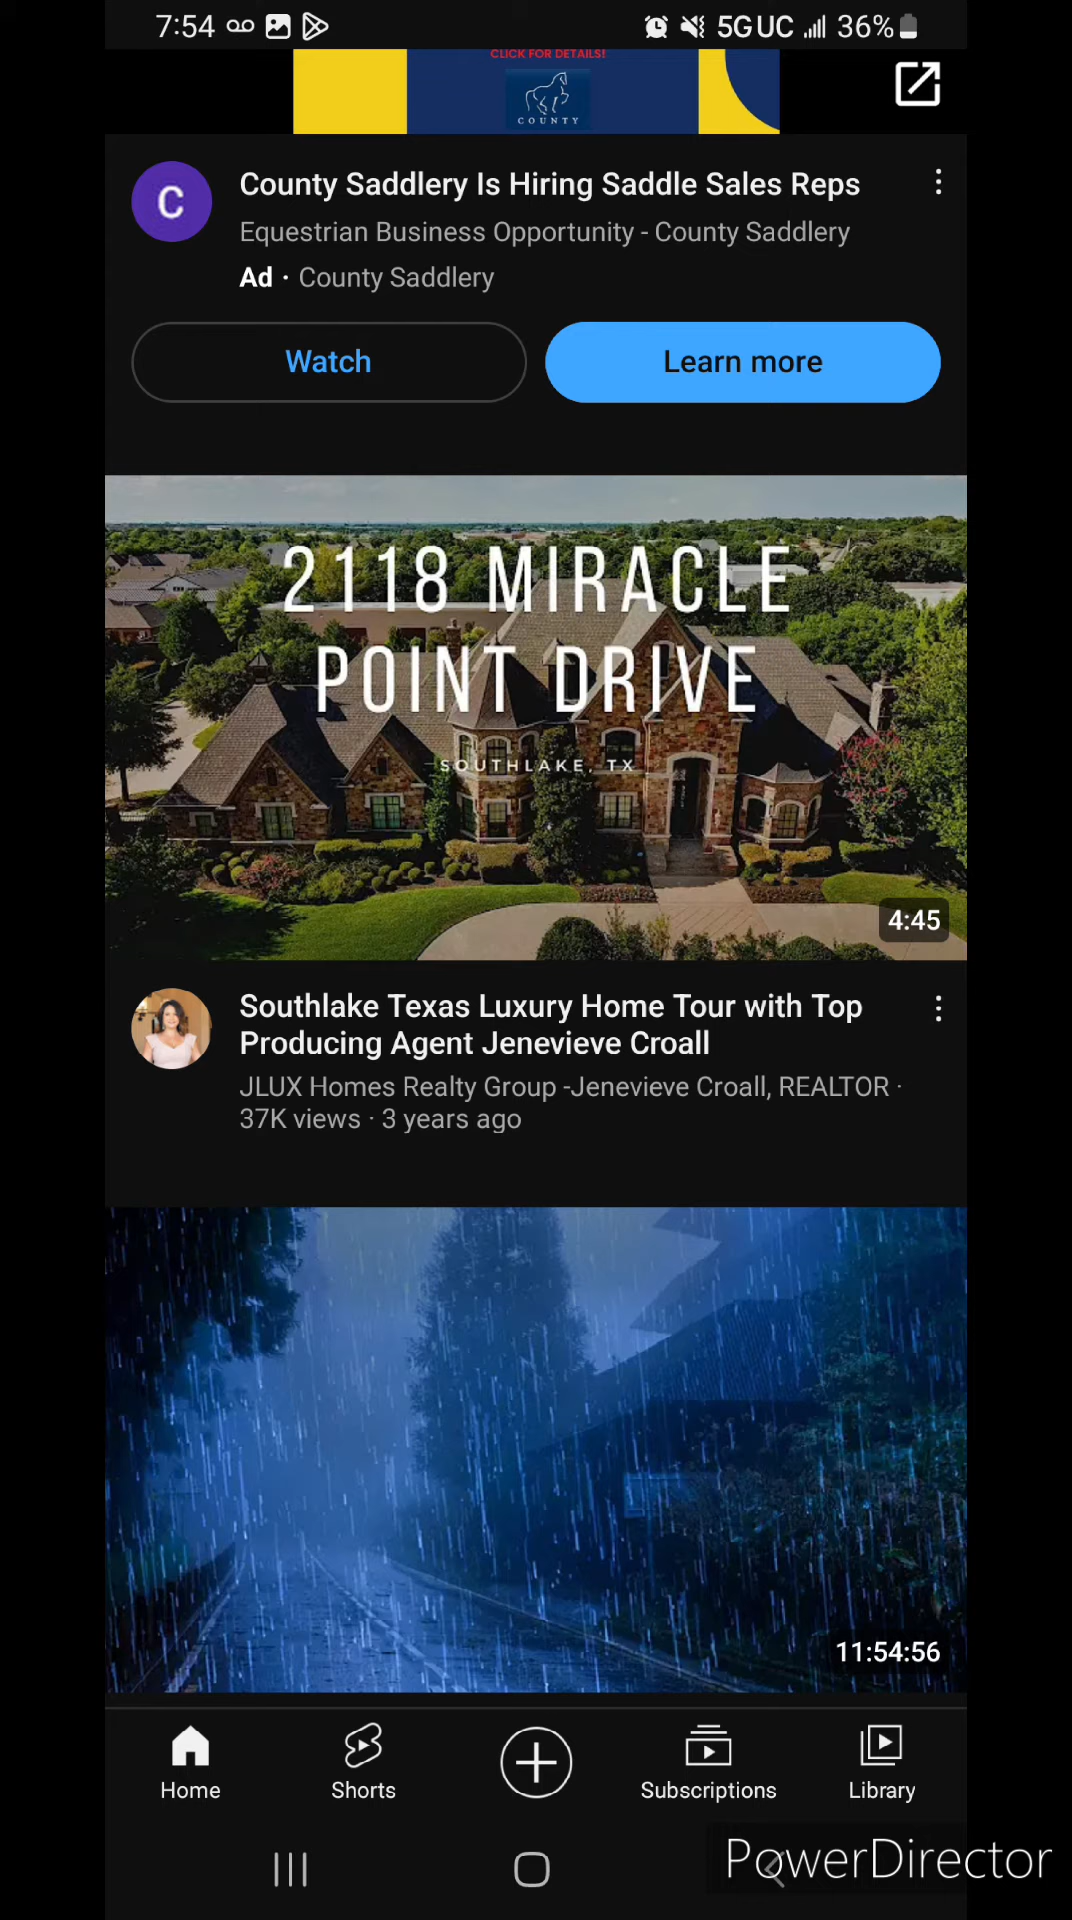 7:54 5GUC 36%
CLICK FOR DETAILS!
COUNTY
C
County Saddlery Is Hiring Saddle Sales Reps
Equestrian Business Opportunity - County Saddlery
Ad · County Saddlery
Watch Learn more
2118 MIRACLE
POINT DRIVE
SOUTHLAKE, TX
4:45
Southlake Texas Luxury Home Tour with Top
Producing Agent Jenevieve Croall
JLUX Homes Realty Group -Jenevieve Croall, REALTOR ·
37K views · 3 years ago
11:54:56
Home Shorts Subscriptions Library
PowerDirector